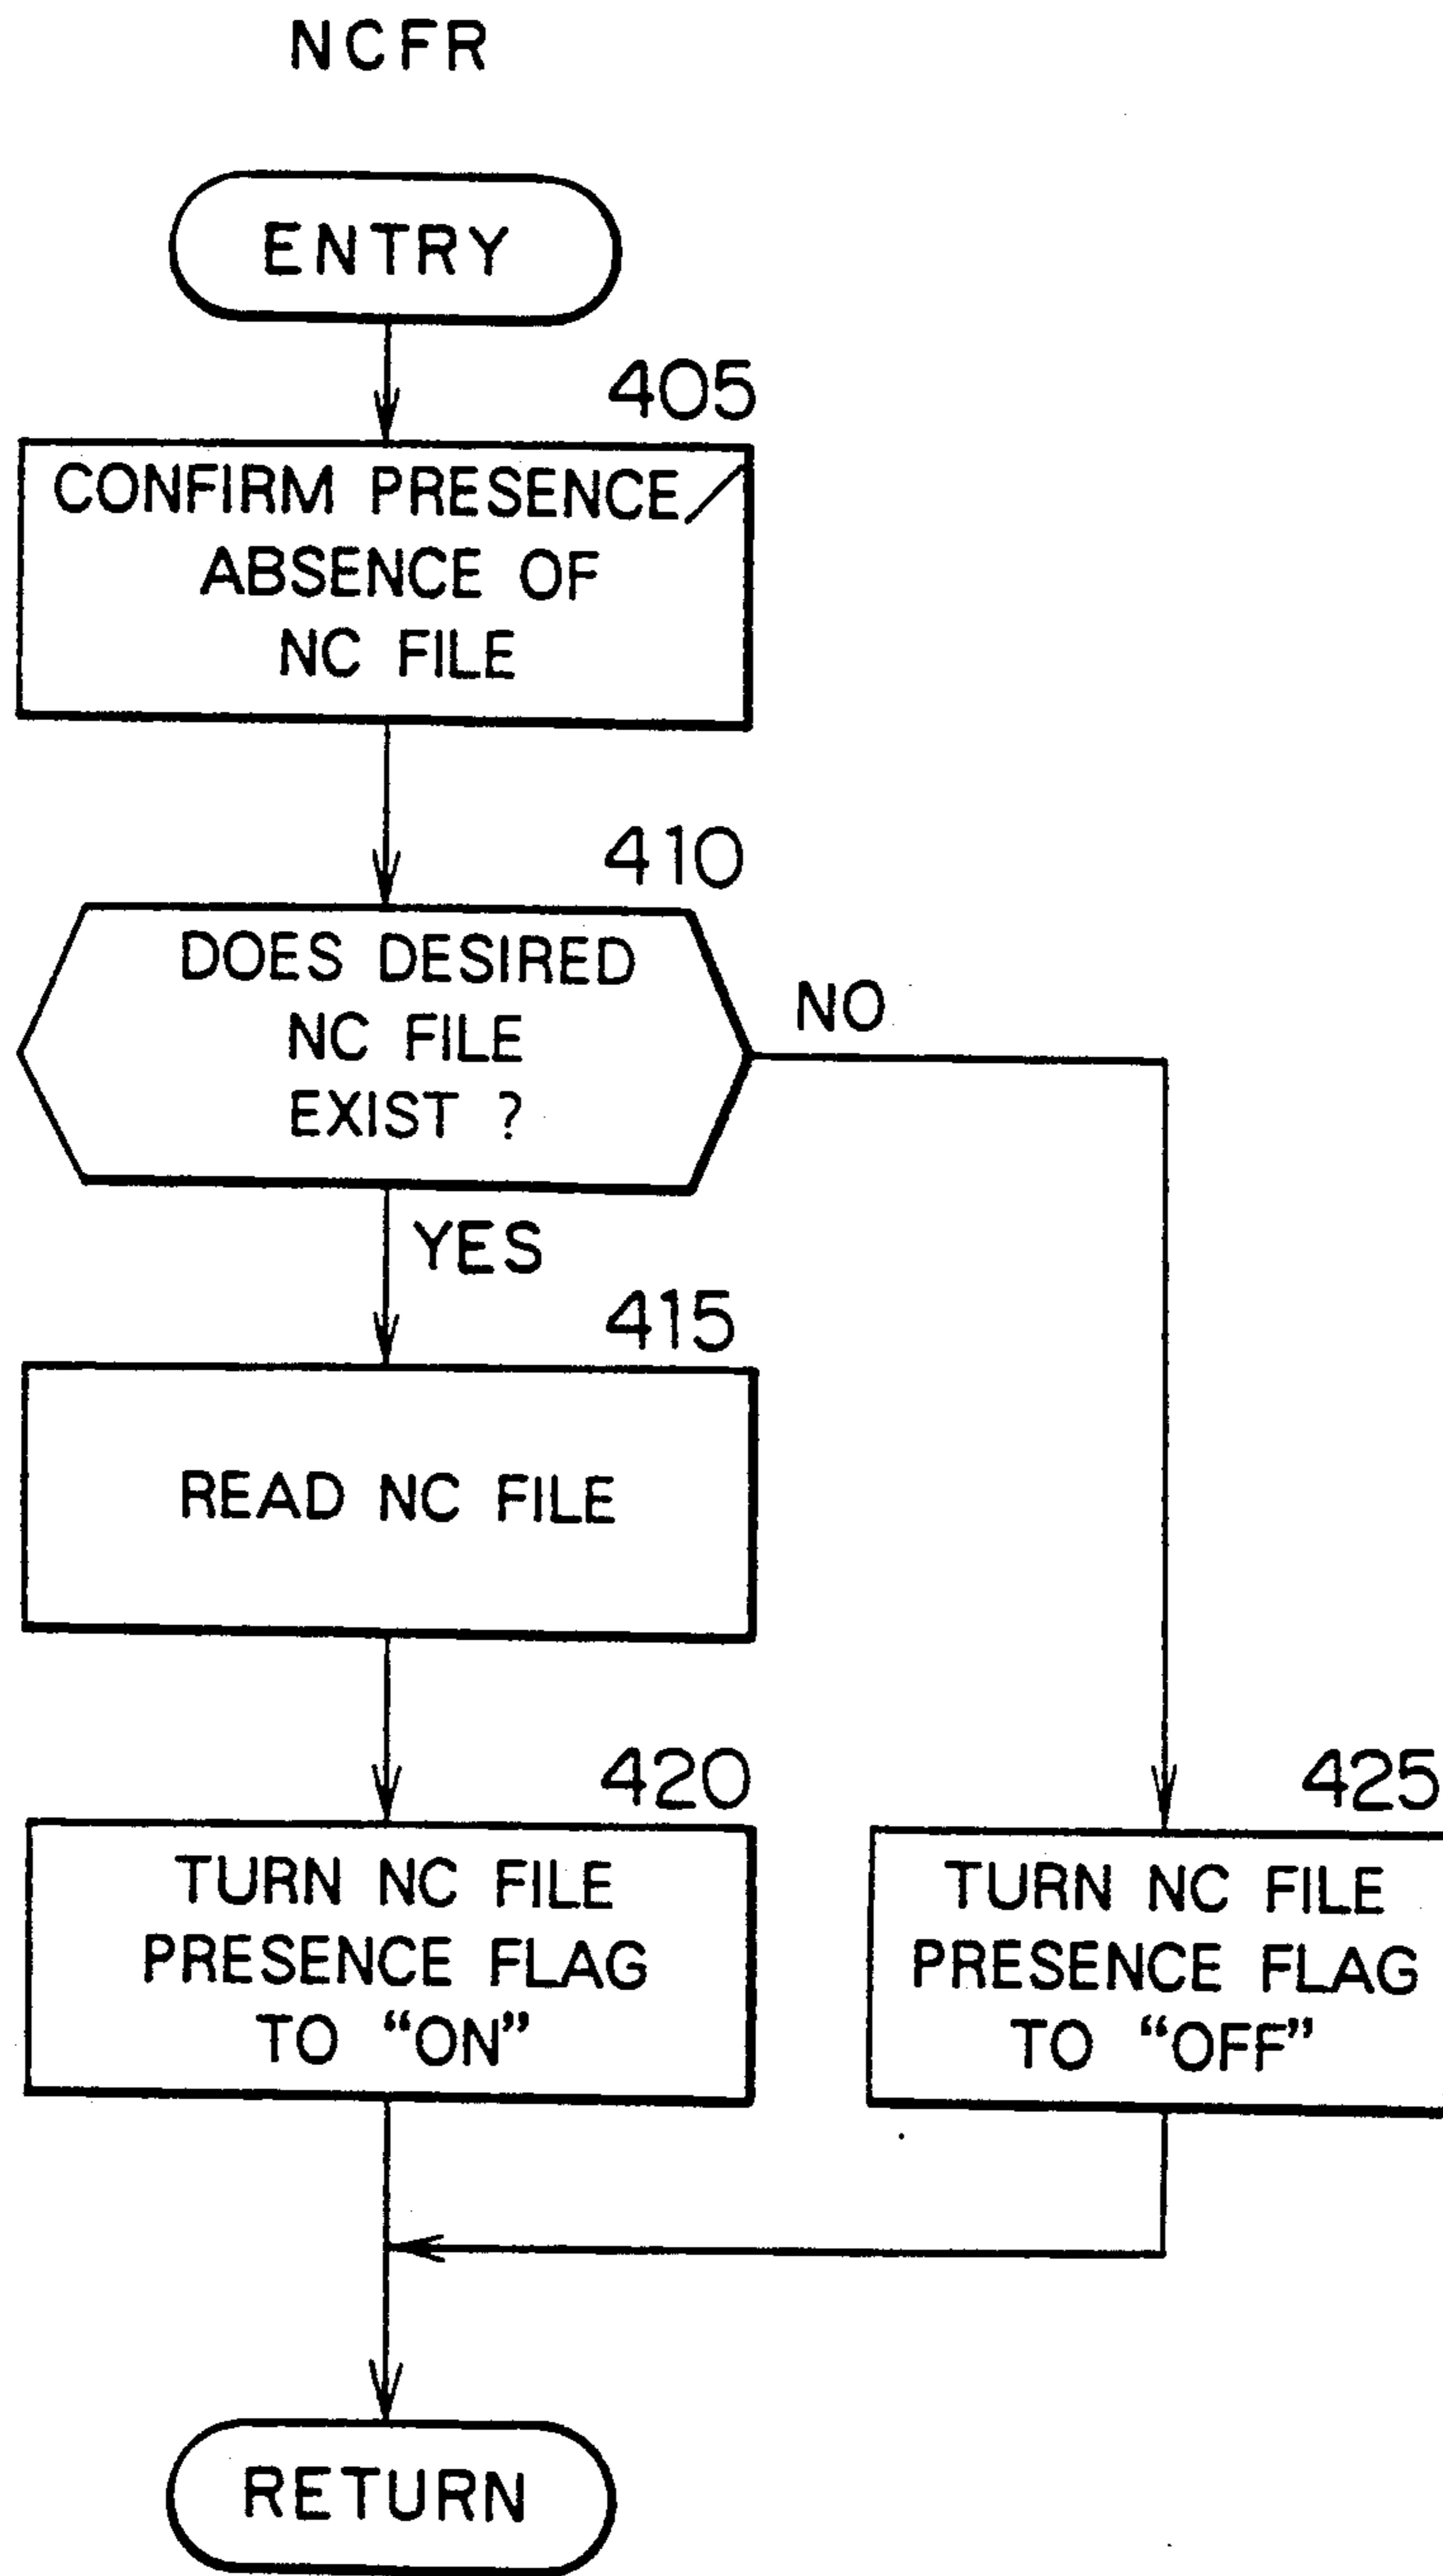 NCFR
ENTRY
405
CONFIRM PRESENCE/
ABSENCE OF
NC FILE
410
DOES DESIRED
NC FILE
EXIST ?
NO
YES
415
READ NC FILE
420
TURN NC FILE
PRESENCE FLAG
TO “ON”
425
TURN NC FILE
PRESENCE FLAG
TO “OFF”
RETURN